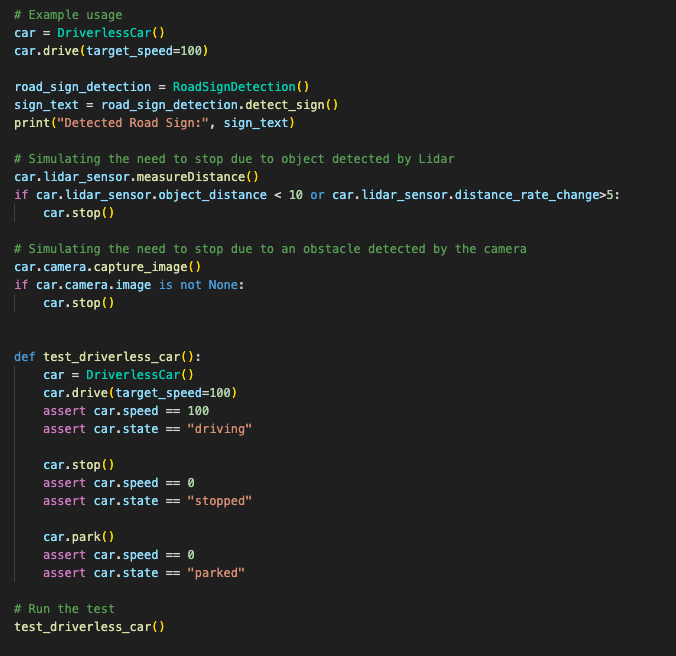 # Example usage
car = DriverlessCar()
car.drive(target_speed=100)

road_sign_detection = RoadSignDetection()
sign_text = road_sign_detection.detect_sign()
print("Detected Road Sign:", sign_text)

# Simulating the need to stop due to object detected by Lidar
car.lidar_sensor.measureDistance()
if car.lidar_sensor.object_distance < 10 or car.lidar_sensor.distance_rate_change>5:
    car.stop()

# Simulating the need to stop due to an obstacle detected by the camera
car.camera.capture_image()
if car.camera.image is not None:
    car.stop()


def test_driverless_car():
    car = DriverlessCar()
    car.drive(target_speed=100)
    assert car.speed == 100
    assert car.state == "driving"

    car.stop()
    assert car.speed == 0
    assert car.state == "stopped"

    car.park()
    assert car.speed == 0
    assert car.state == "parked"

# Run the test
test_driverless_car()